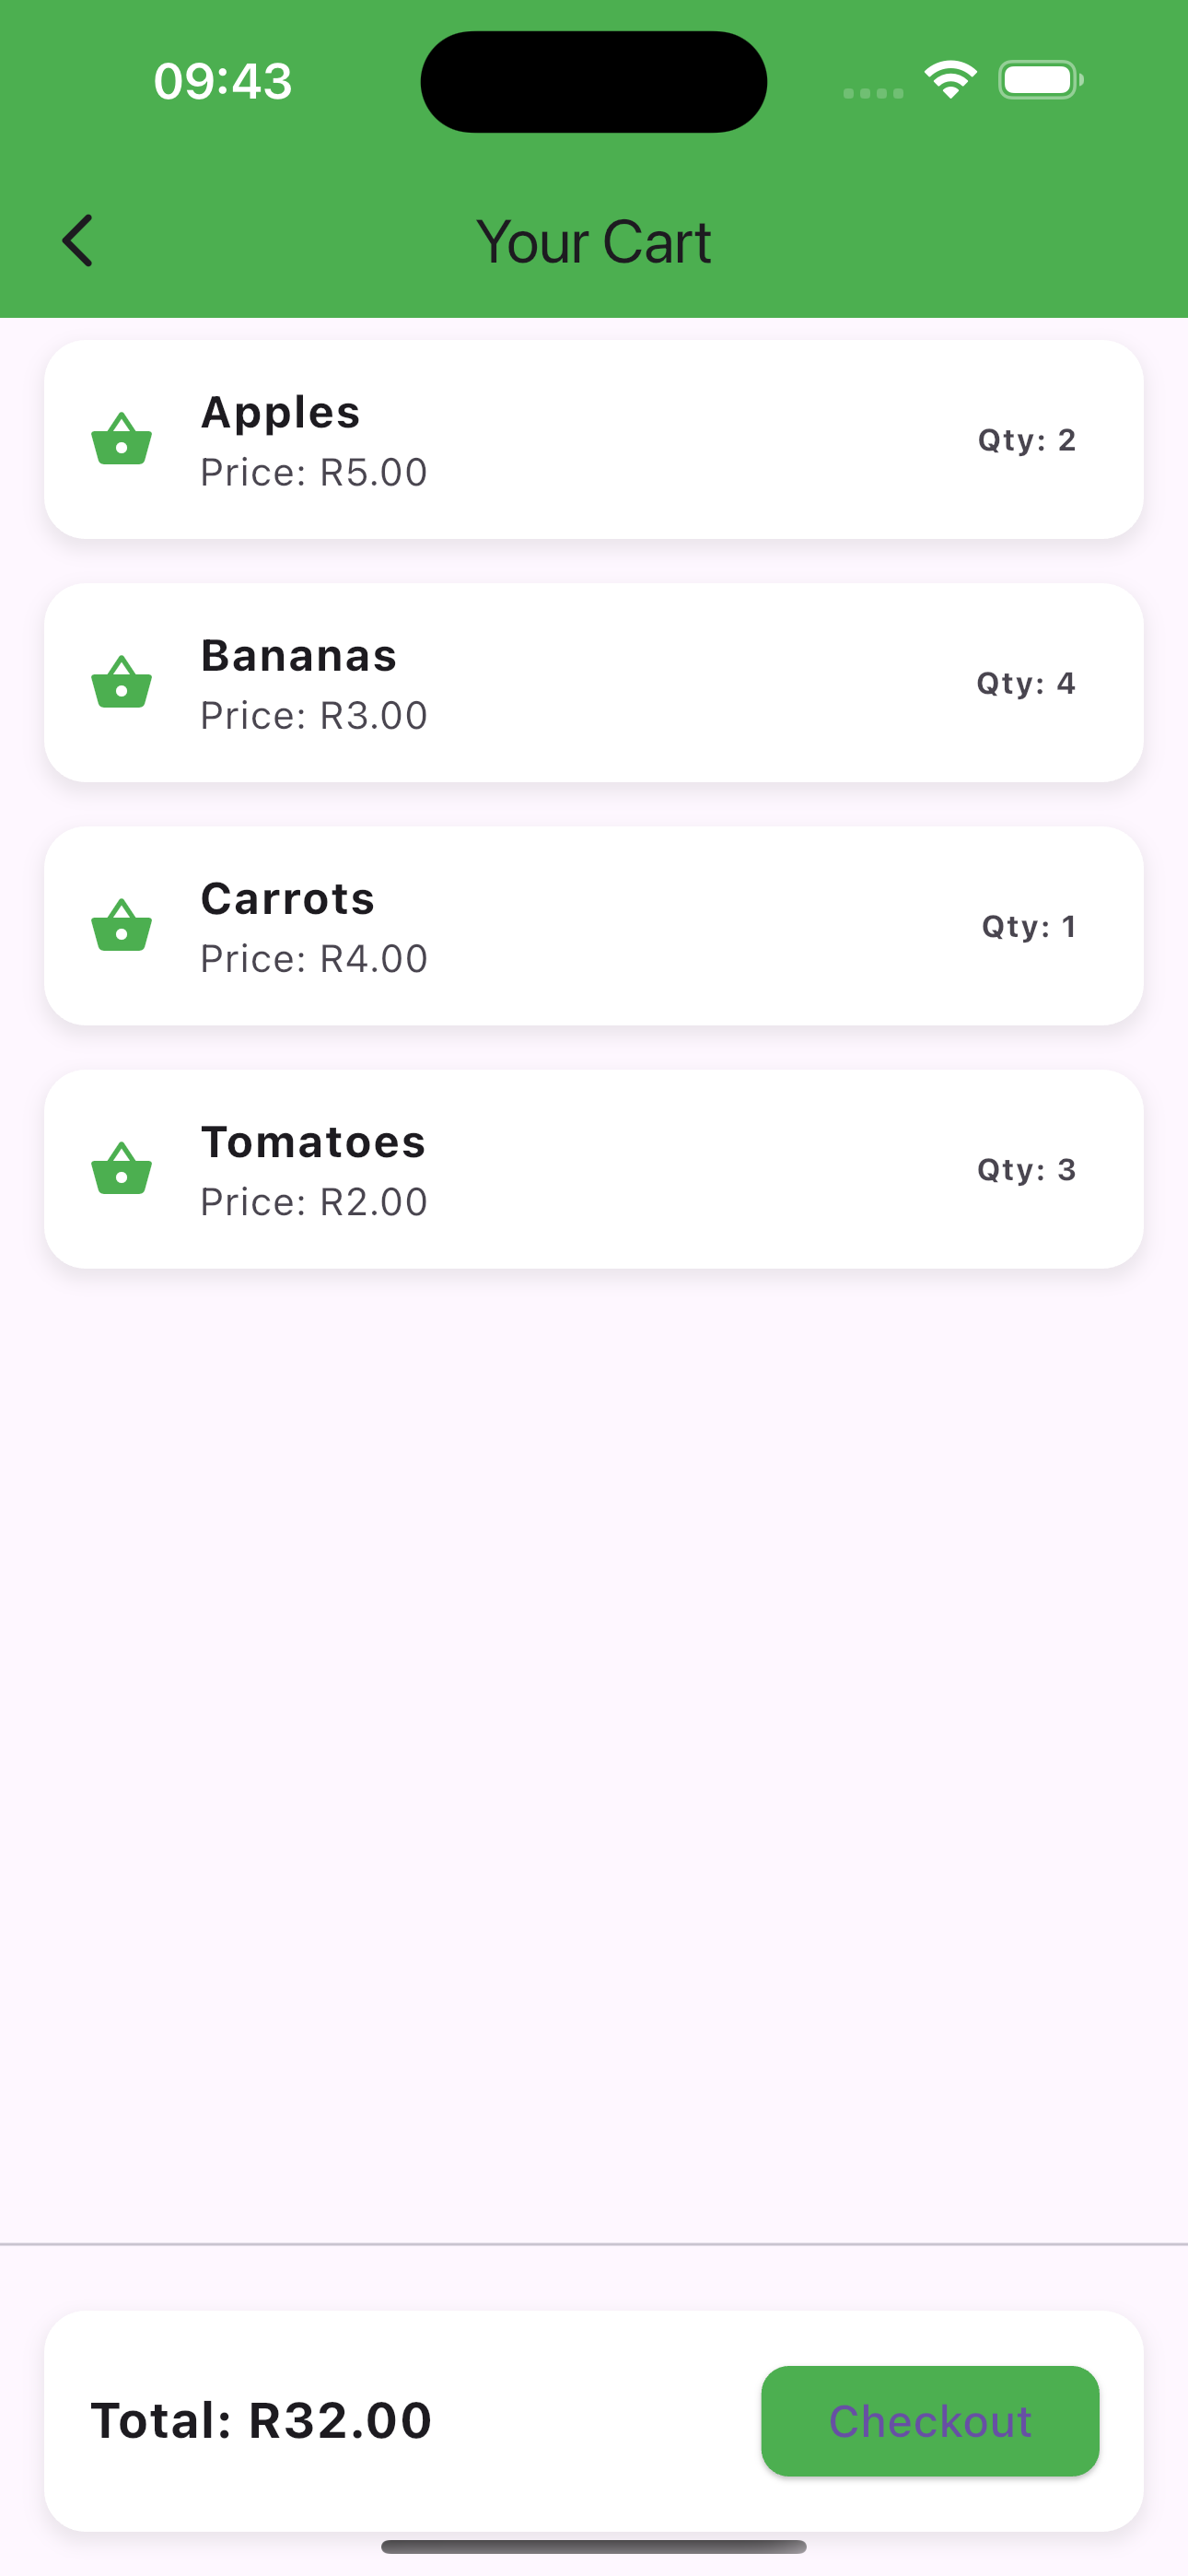 09:43
Your Cart
Apples
Price: R5.00
Qty: 2
Bananas
Price: R3.00
Qty: 4
Carrots
Price: R4.00
Qty: 1
Tomatoes
Price: R2.00
Qty: 3
Total: R32.00
Checkout